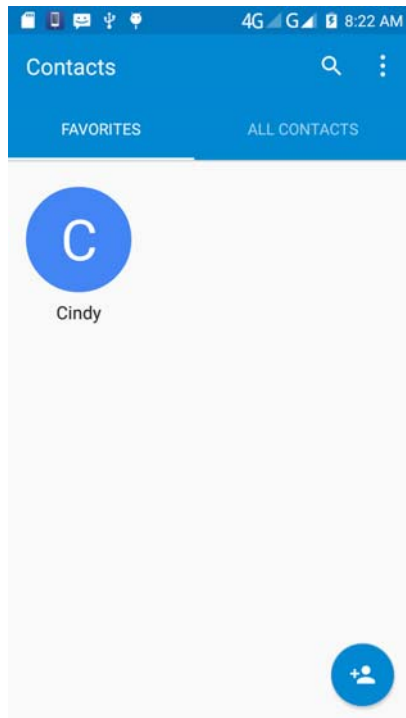 4G G 8:22 AM
Contacts
FAVORITES ALL CONTACTS
C
Cindy